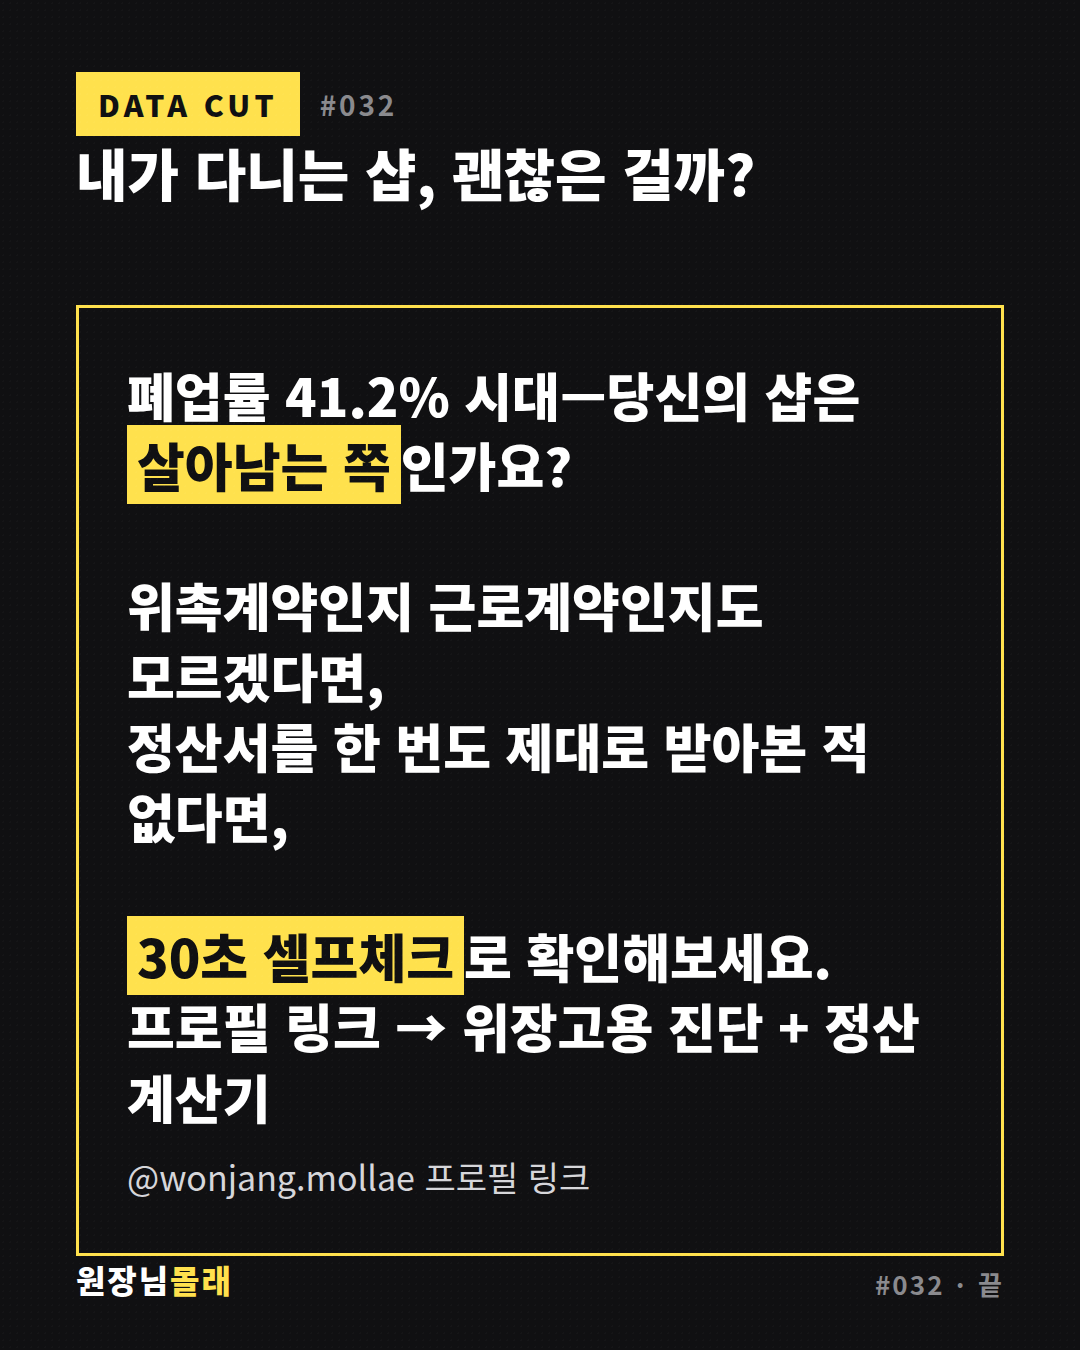 DATA CUT #032
내가 다니는 샵, 괜찮은 걸까?
폐업률 41.2% 시대—당신의 샵은
살아남는 쪽인가요?
위촉계약인지 근로계약인지도
모르겠다면,
정산서를 한 번도 제대로 받아본 적
없다면,
30초 셀프체크로 확인해보세요.
프로필 링크 → 위장고용 진단 + 정산
계산기
@wonjang.mollae 프로필 링크
원장님몰래
#032 · 끝